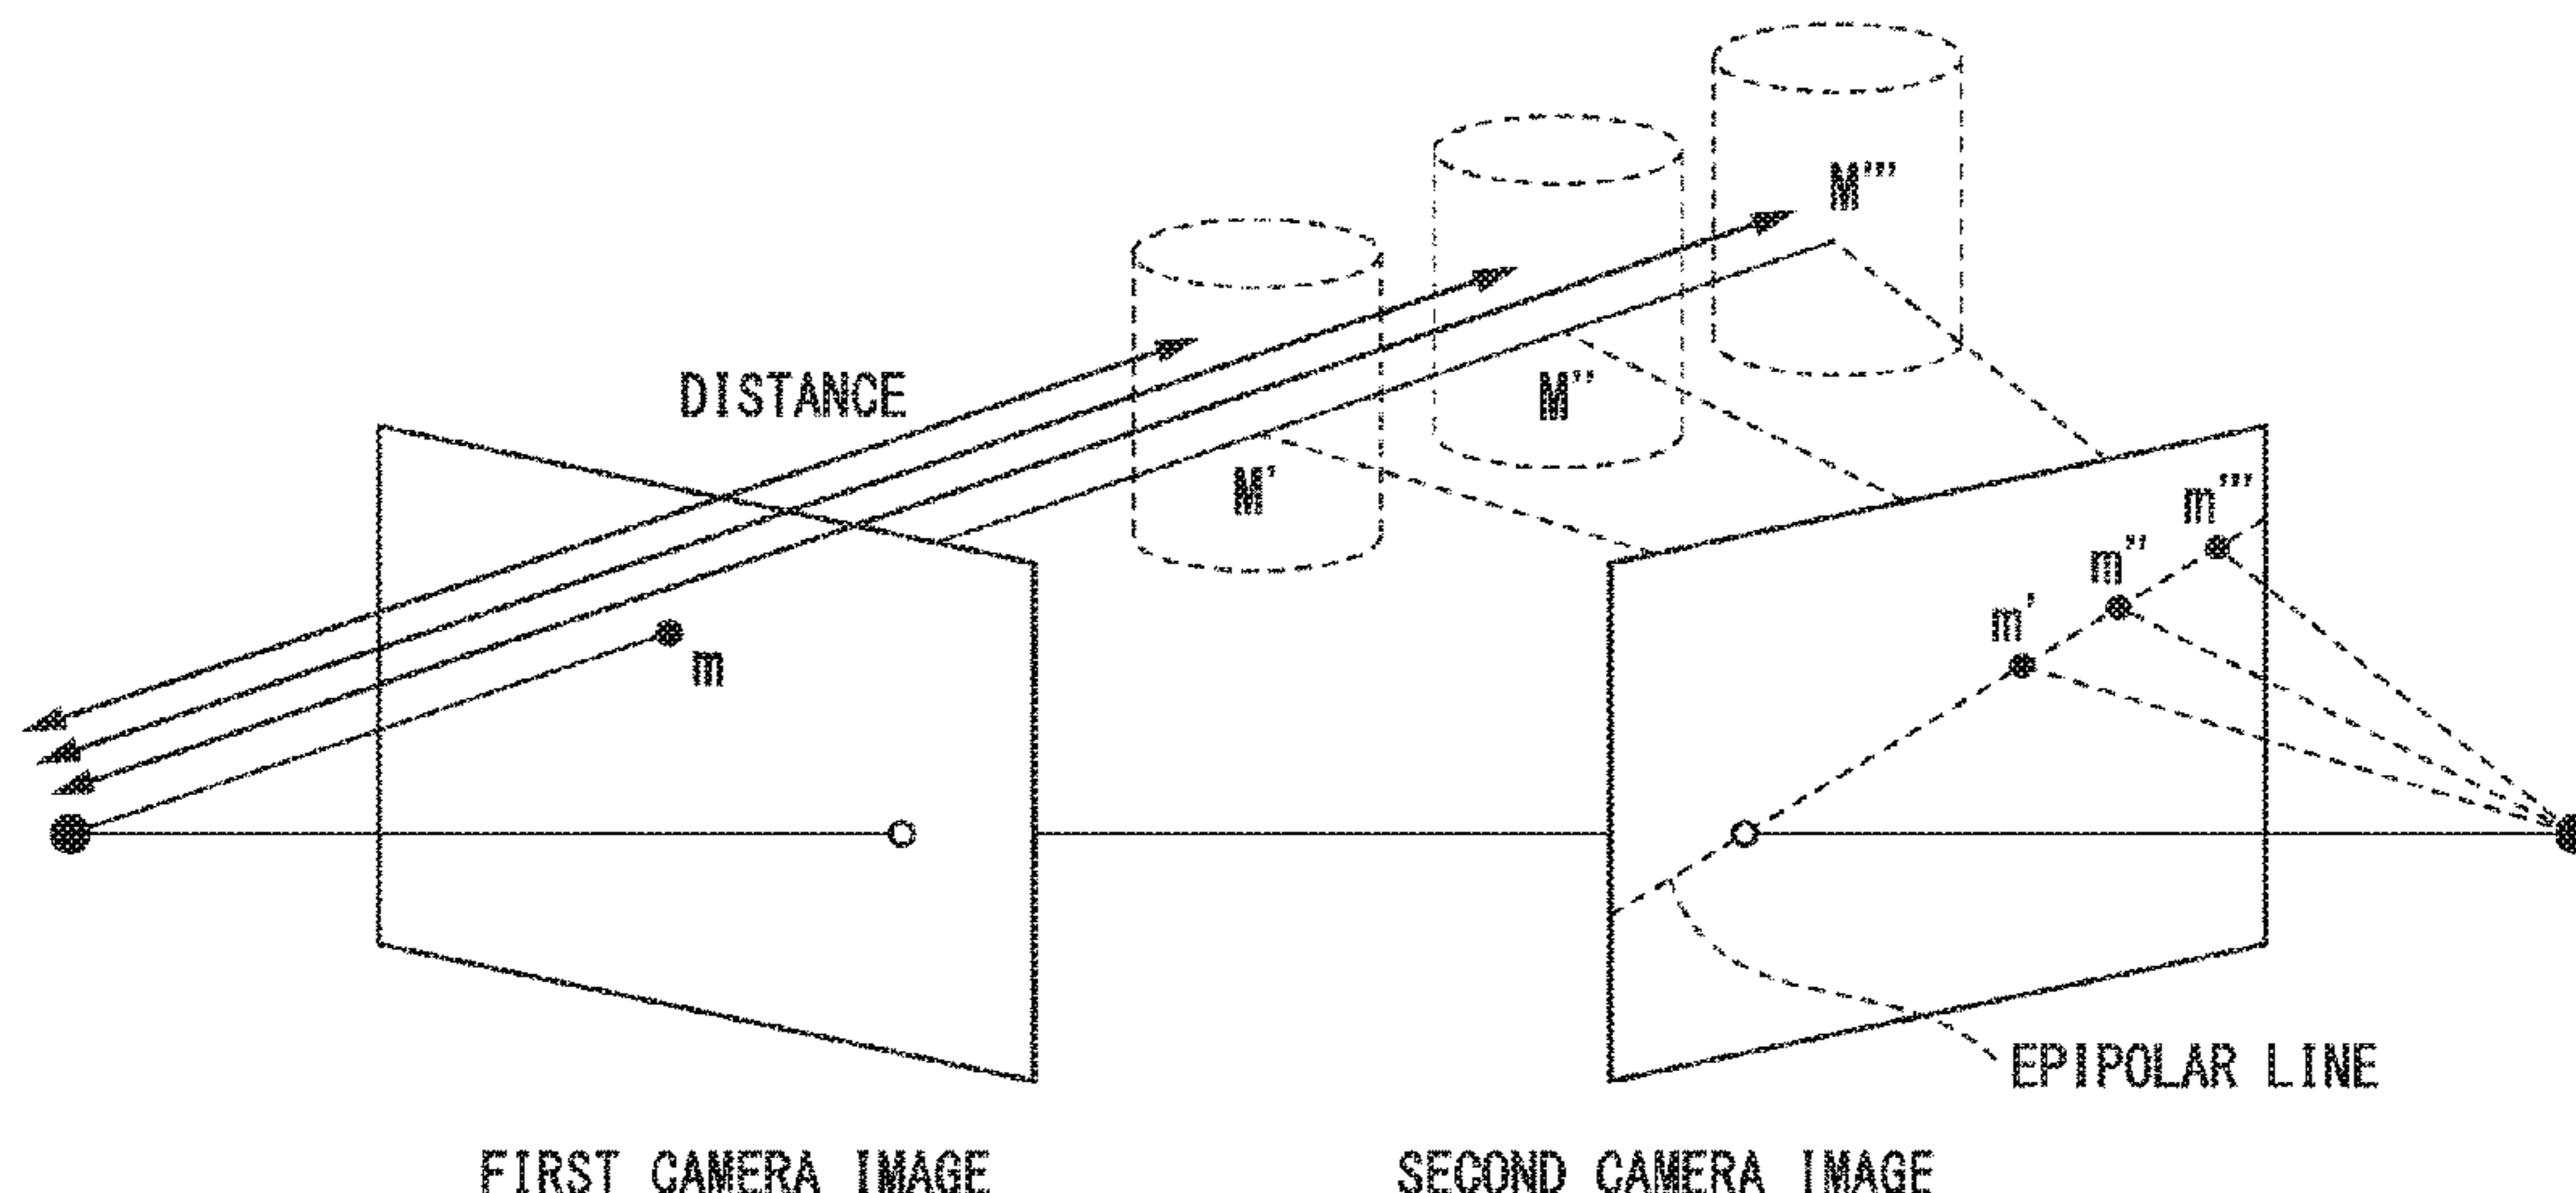 M'''
DISTANCE
M''
M'
m'''
m''
m'
m
EPIPOLAR LINE
FIRST CAMERA IMAGE
SECOND CAMERA IMAGE